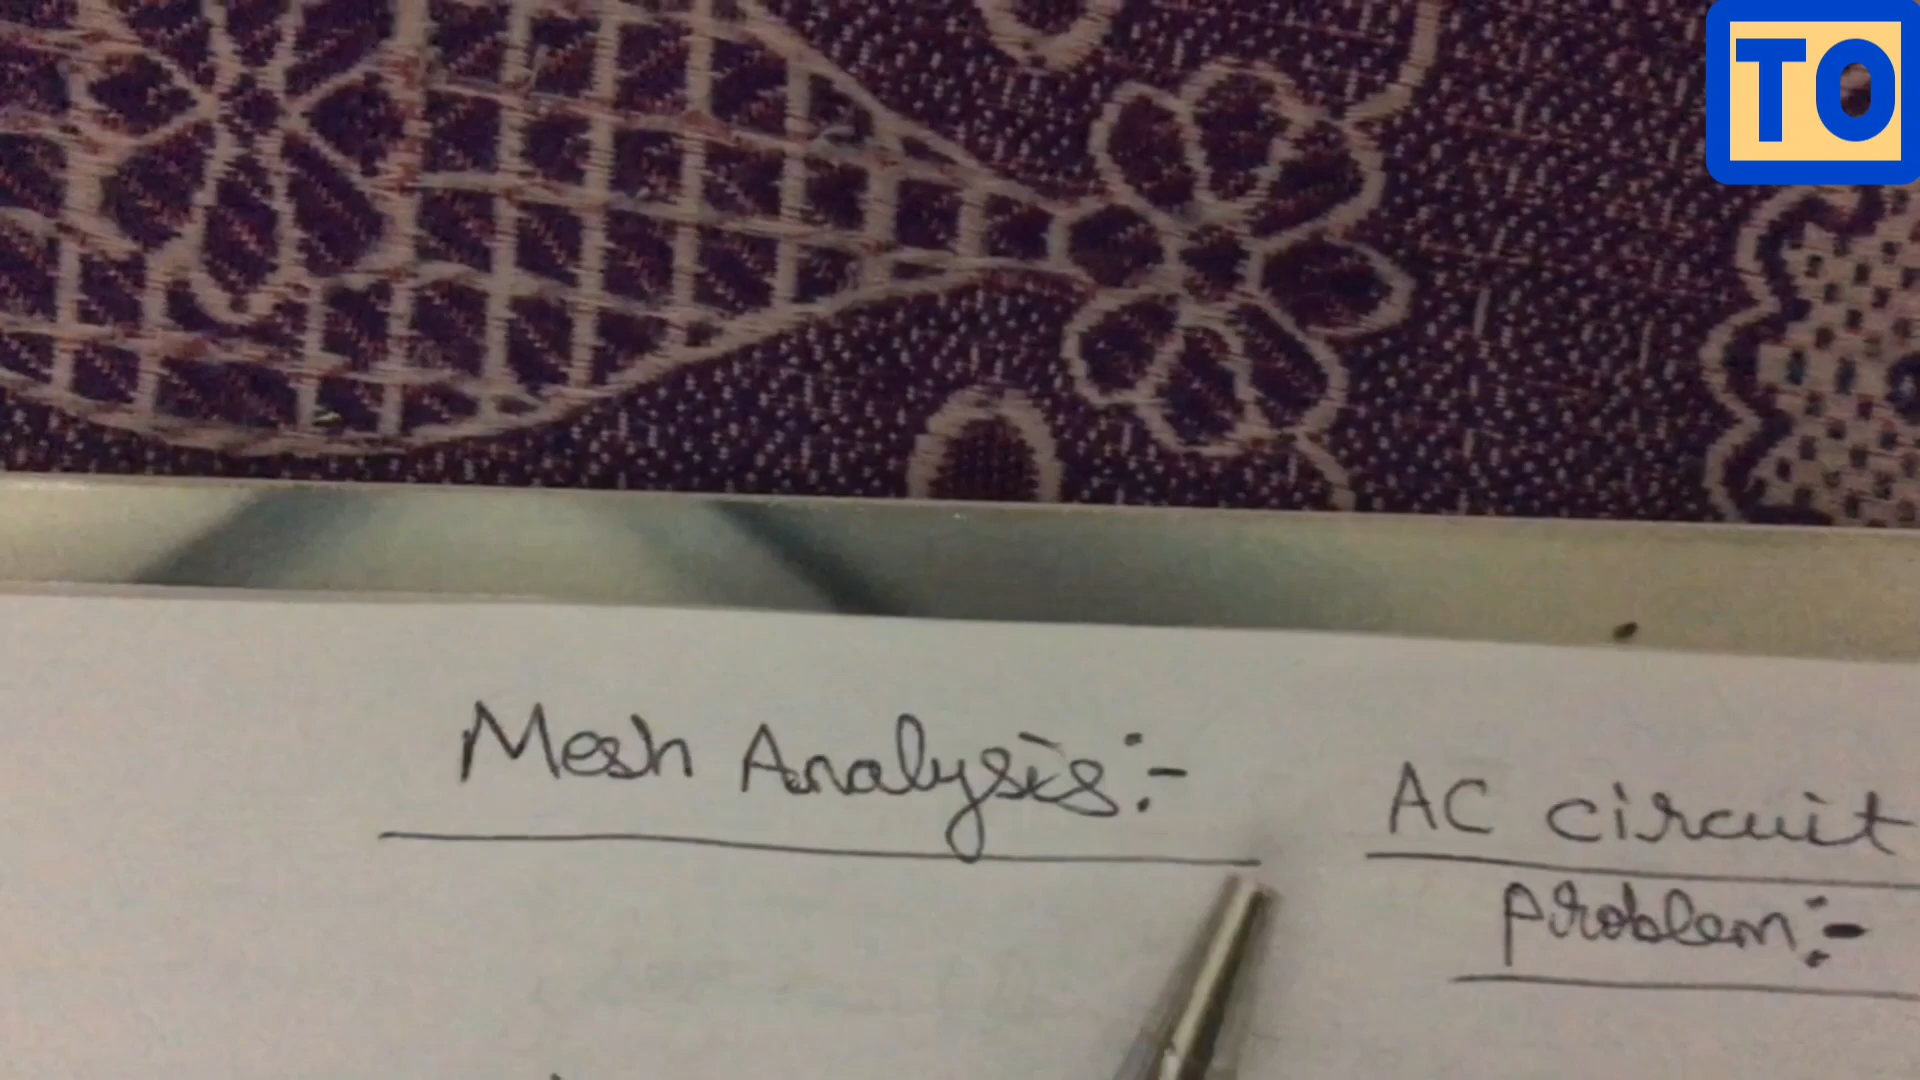 TO
Mesh Analysis:-
AC circuit
problem:-